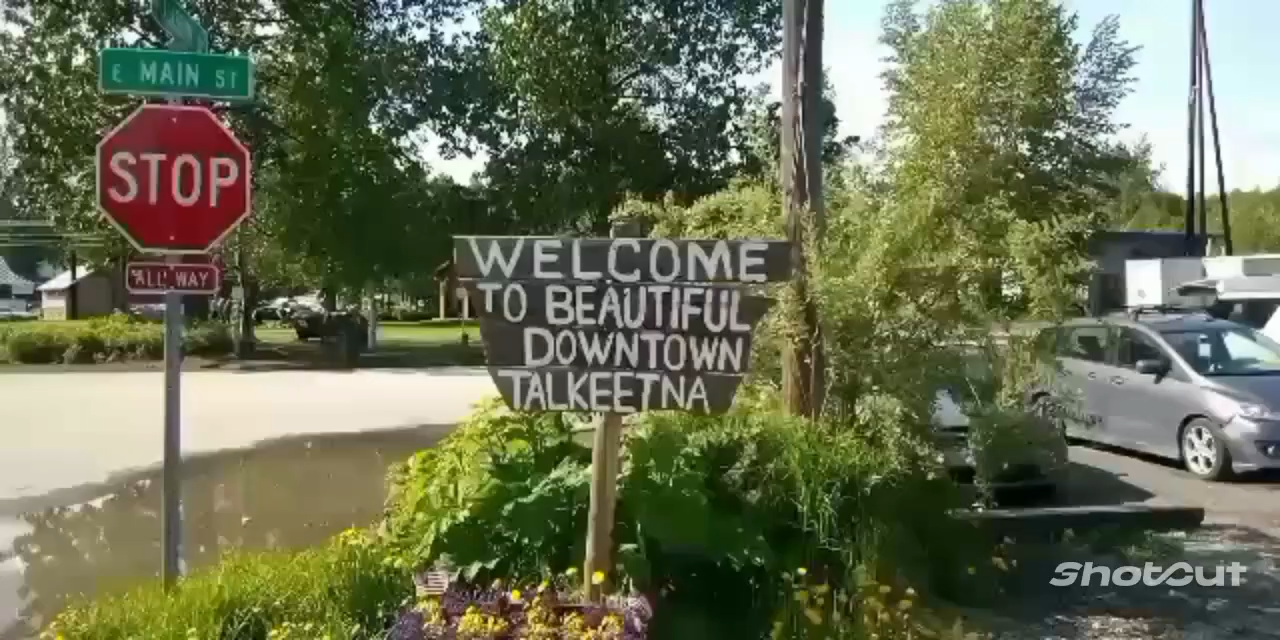 E MAIN ST
STOP
ALL WAY
WELCOME
TO BEAUTIFUL
DOWNTOWN
TALKEETNA
Shotcut